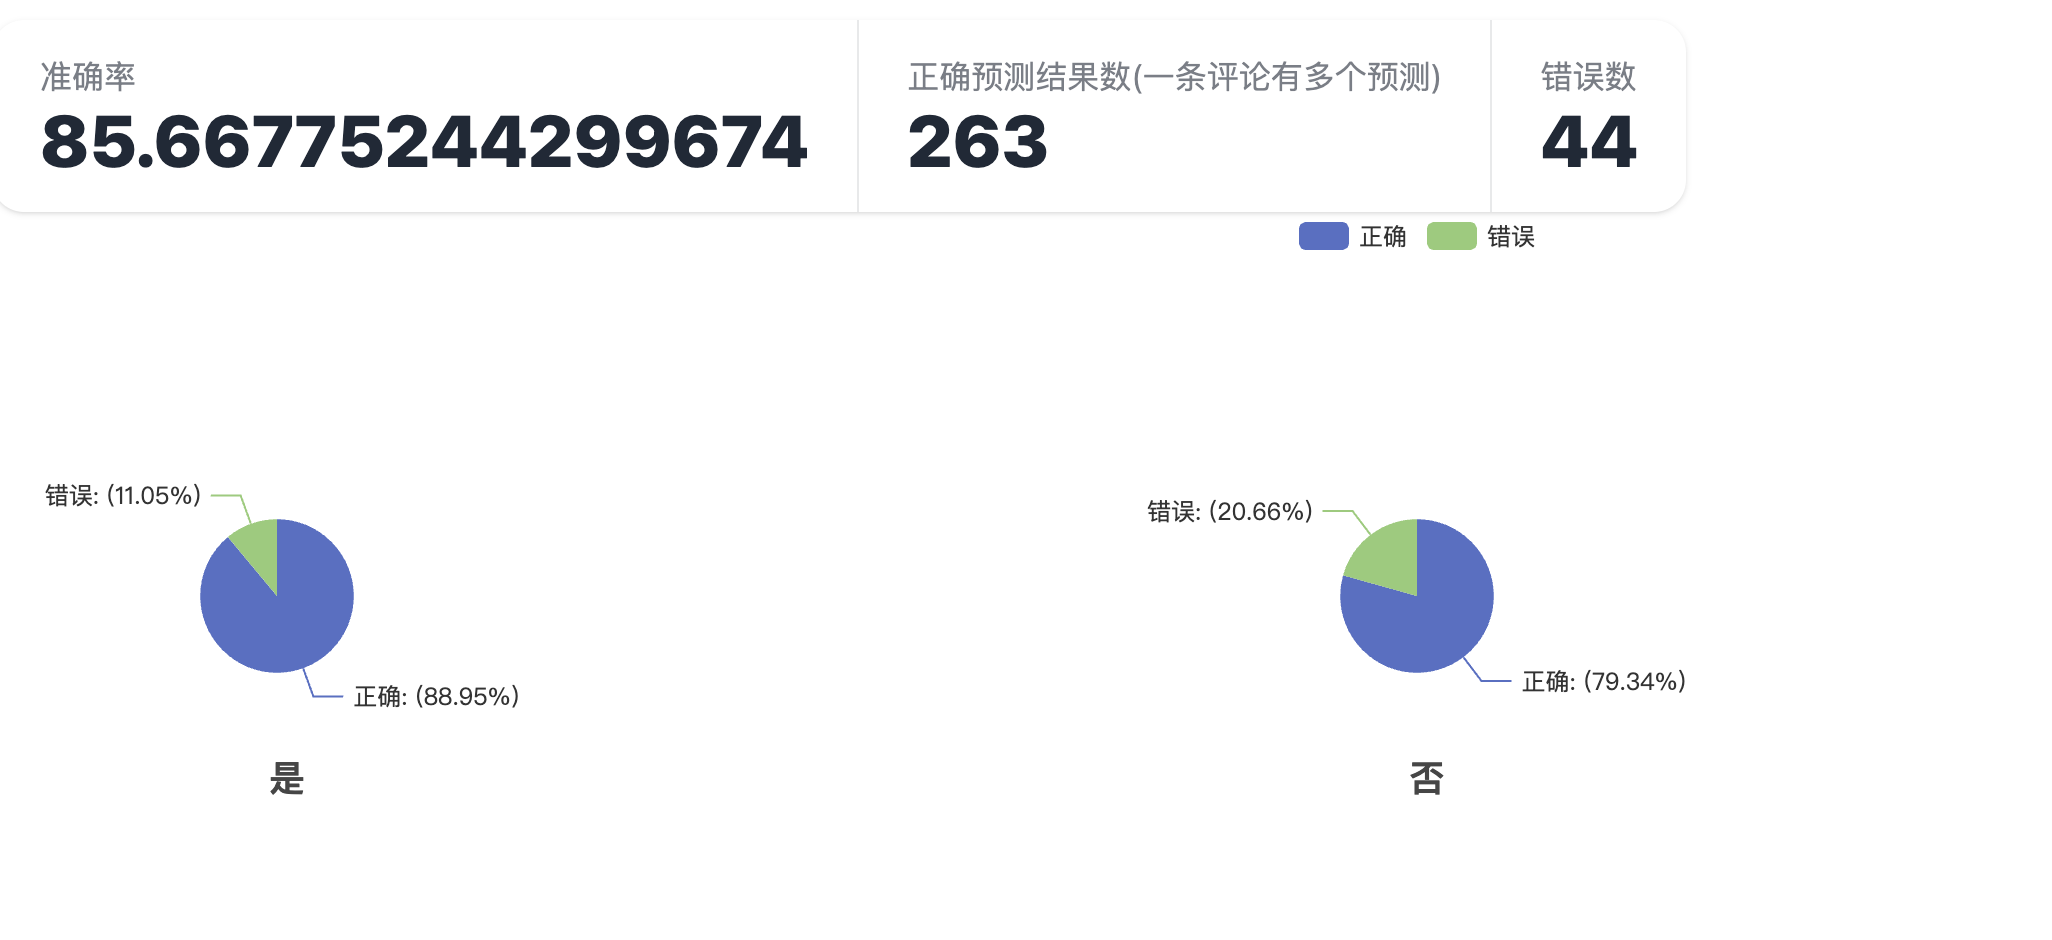 准确率
85.66775244299674
正确预测结果数(一条评论有多个预测)
263
错误数
44
正确 错误
错误: (11.05%)
正确: (88.95%)
是
错误: (20.66%)
正确: (79.34%)
否